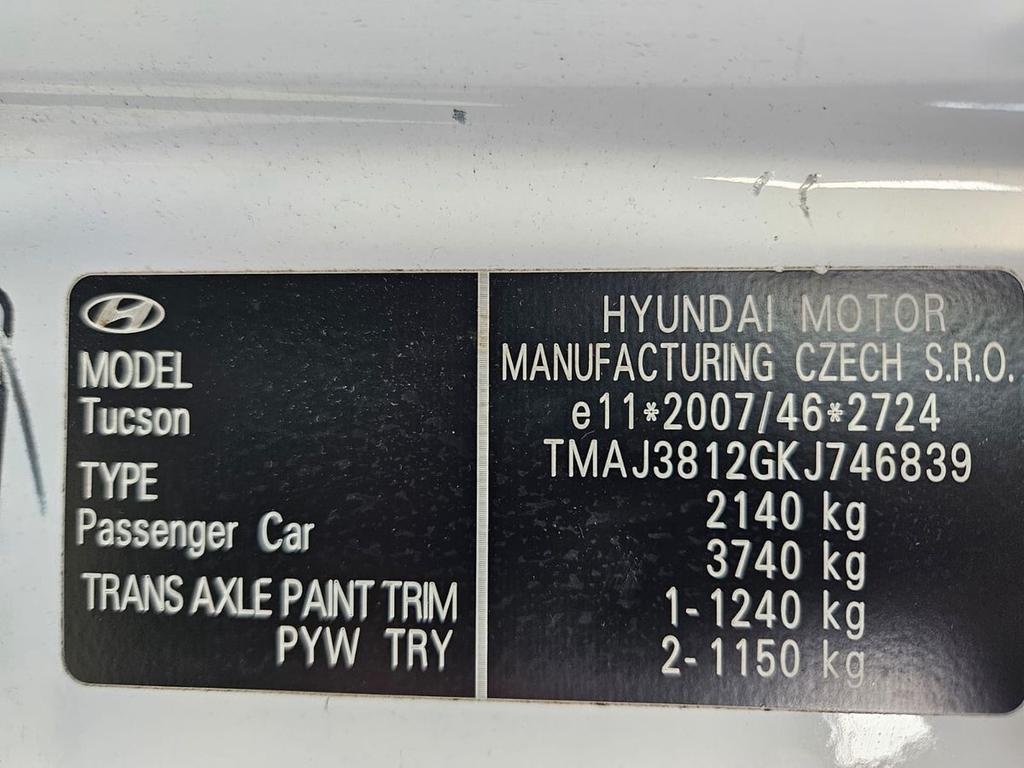 MODEL
Tucson
TYPE
Passenger Car
TRANS AXLE PAINT TRIM
PYW TRY
HYUNDAI MOTOR
MANUFACTURING CZECH S.R.O.
e11*2007/46*2724
TMAJ3812GKJ746839
2140 kg
3740 kg
1-1240 kg
2-1150 kg